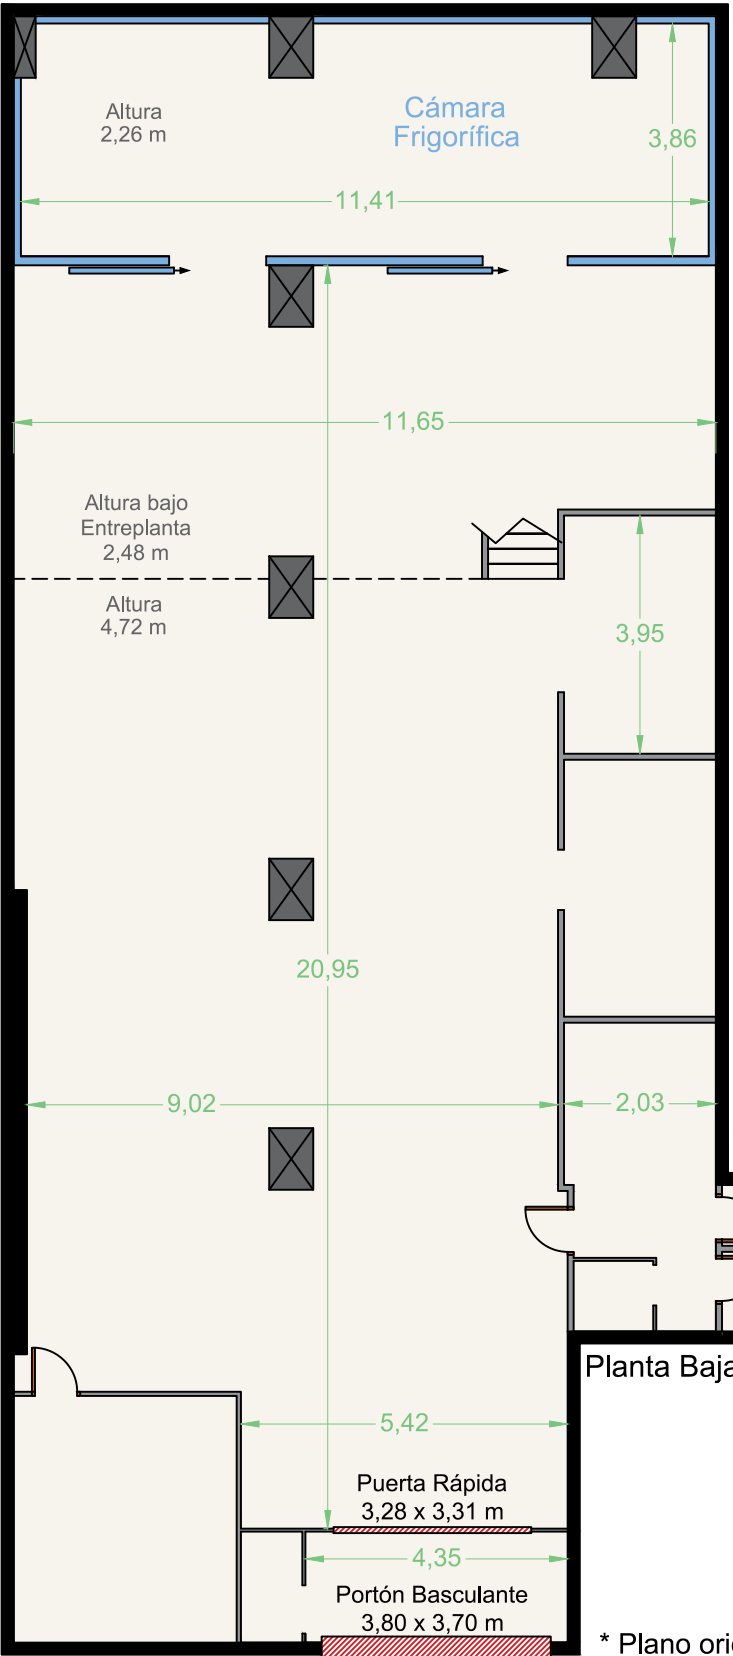 Altura
2,26 m
Cámara
Frigorífica
3,86
11,41
11,65
Altura bajo
Entreplanta
2,48 m
Altura
4,72 m
3,95
20,95
9,02
2,03
Planta Baja
5,42
Puerta Rápida
3,28 x 3,31 m
4,35
Portón Basculante
3,80 x 3,70 m
* Plano